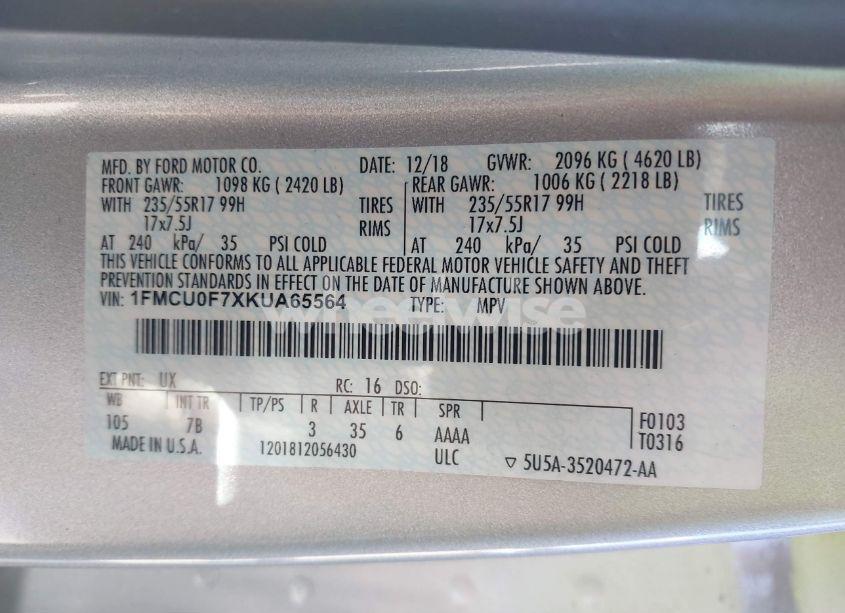 MFD. BY FORD MOTOR CO. DATE: 12/18 GVWR: 2096 KG ( 4620 LB)
FRONT GAWR: 1098 KG ( 2420 LB) REAR GAWR: 1006 KG ( 2218 LB)
WITH 235/55R17 99H TIRES WITH 235/55R17 99H TIRES
17x7.5J RIMS 17x7.5J RIMS
AT 240 kPa/ 35 PSI COLD AT 240 kPa/ 35 PSI COLD
THIS VEHICLE CONFORMS TO ALL APPLICABLE FEDERAL MOTOR VEHICLE SAFETY AND THEFT
PREVENTION STANDARDS IN EFFECT ON THE DATE OF MANUFACTURE SHOWN ABOVE.
VIN: 1FMCU0F7XKUA65564 TYPE: MPV
wheelwise
EXT PNT: UX RC: 16 DSO:
WB INT TR TP/PS R AXLE TR SPR
105 7B 3 35 6 AAAA F0103
MADE IN U.S.A. 1201812056430 ULC T0316
▽ 5U5A-3520472-AA